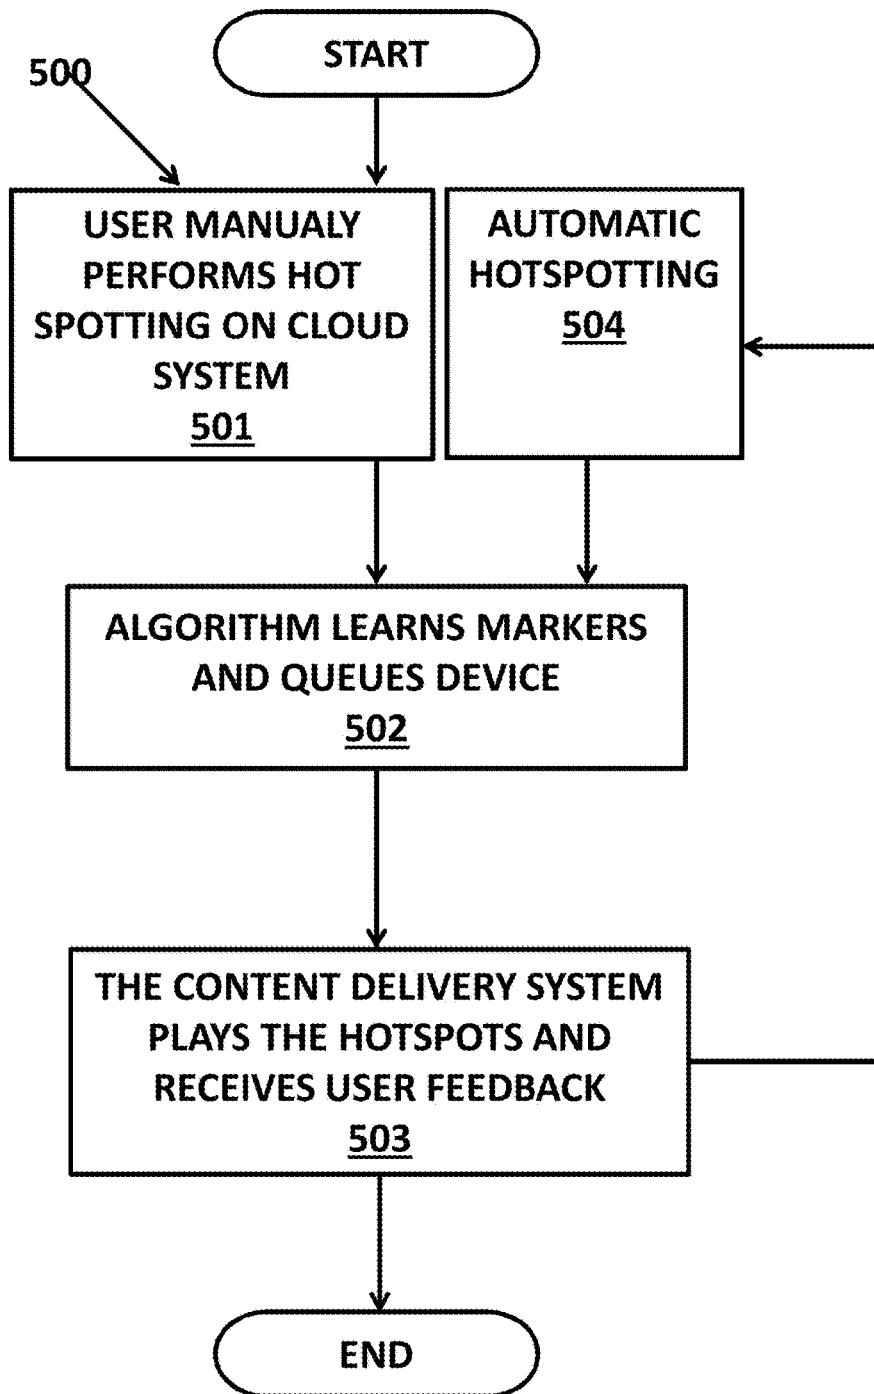 START
500
USER MANUALY
PERFORMS HOT
SPOTTING ON CLOUD
SYSTEM
501
AUTOMATIC
HOTSPOTTING
504
ALGORITHM LEARNS MARKERS
AND QUEUES DEVICE
502
THE CONTENT DELIVERY SYSTEM
PLAYS THE HOTSPOTS AND
RECEIVES USER FEEDBACK
503
END